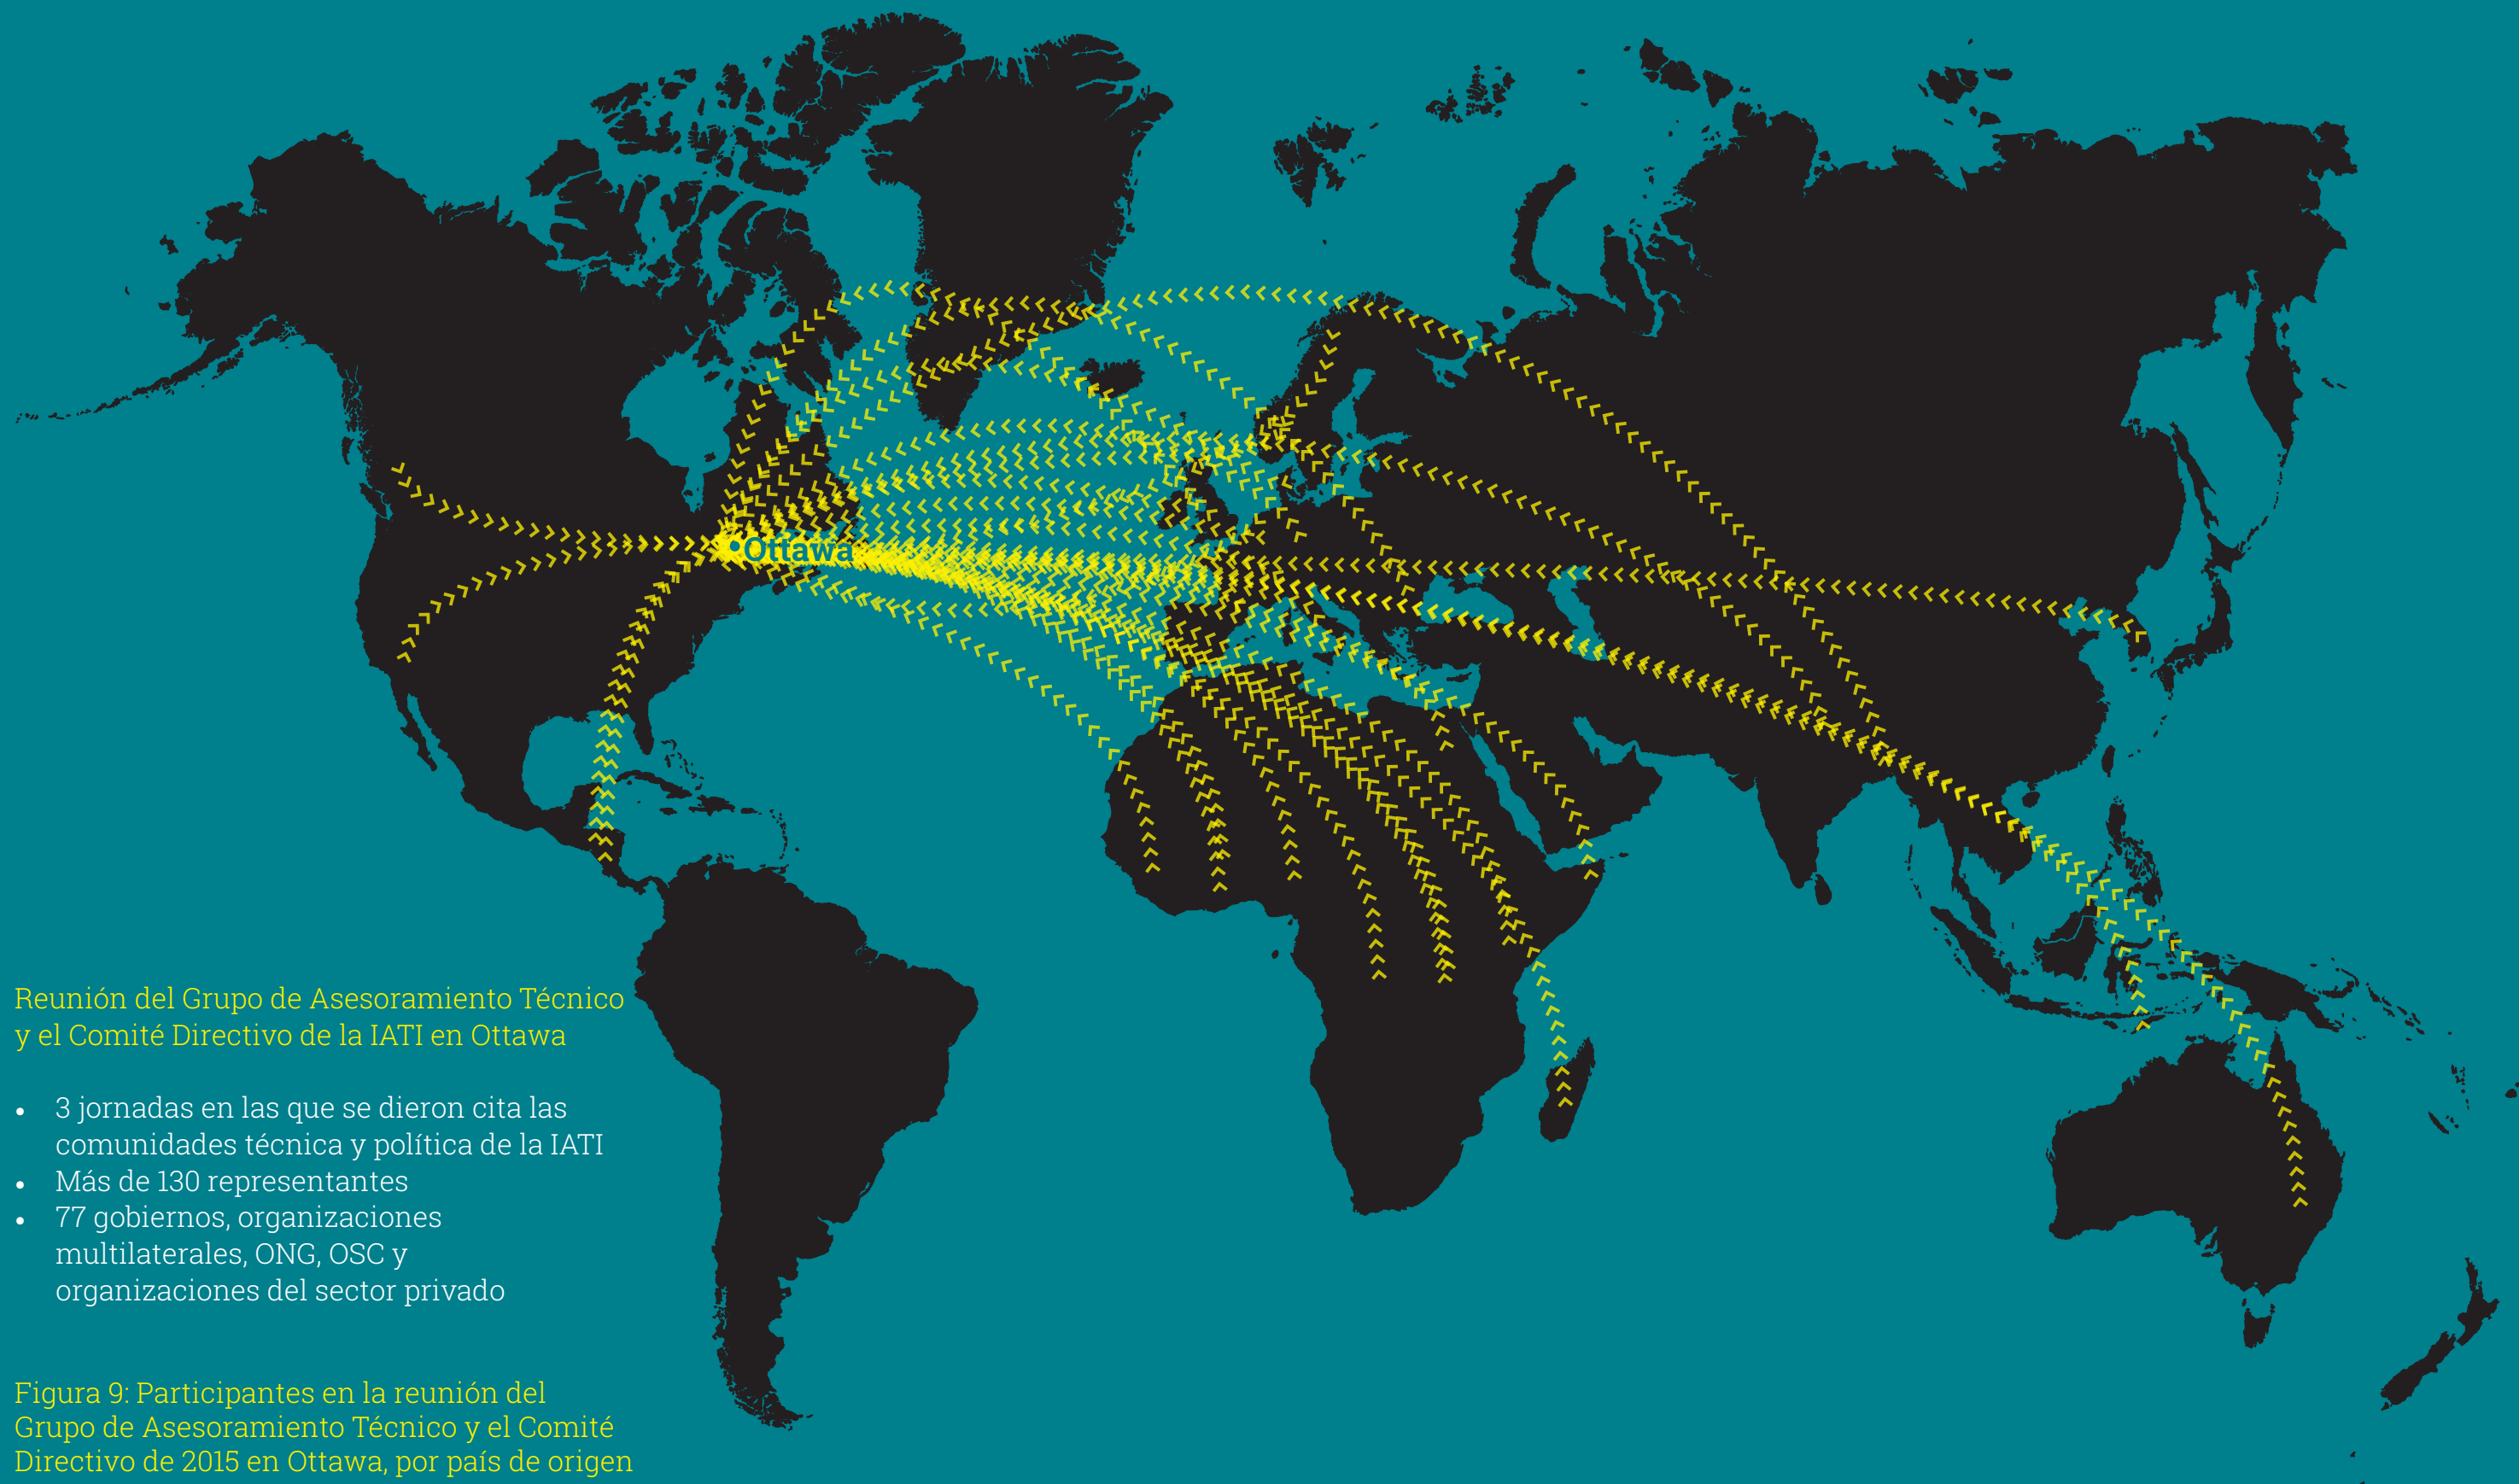 Ottawa
Reunión del Grupo de Asesoramiento Técnico
y el Comité Directivo de la IATI en Ottawa
• 3 jornadas en las que se dieron cita las
comunidades técnica y política de la IATI
• Más de 130 representantes
• 77 gobiernos, organizaciones
multilaterales, ONG, OSC y
organizaciones del sector privado
Figura 9: Participantes en la reunión del
Grupo de Asesoramiento Técnico y el Comité
Directivo de 2015 en Ottawa, por país de origen